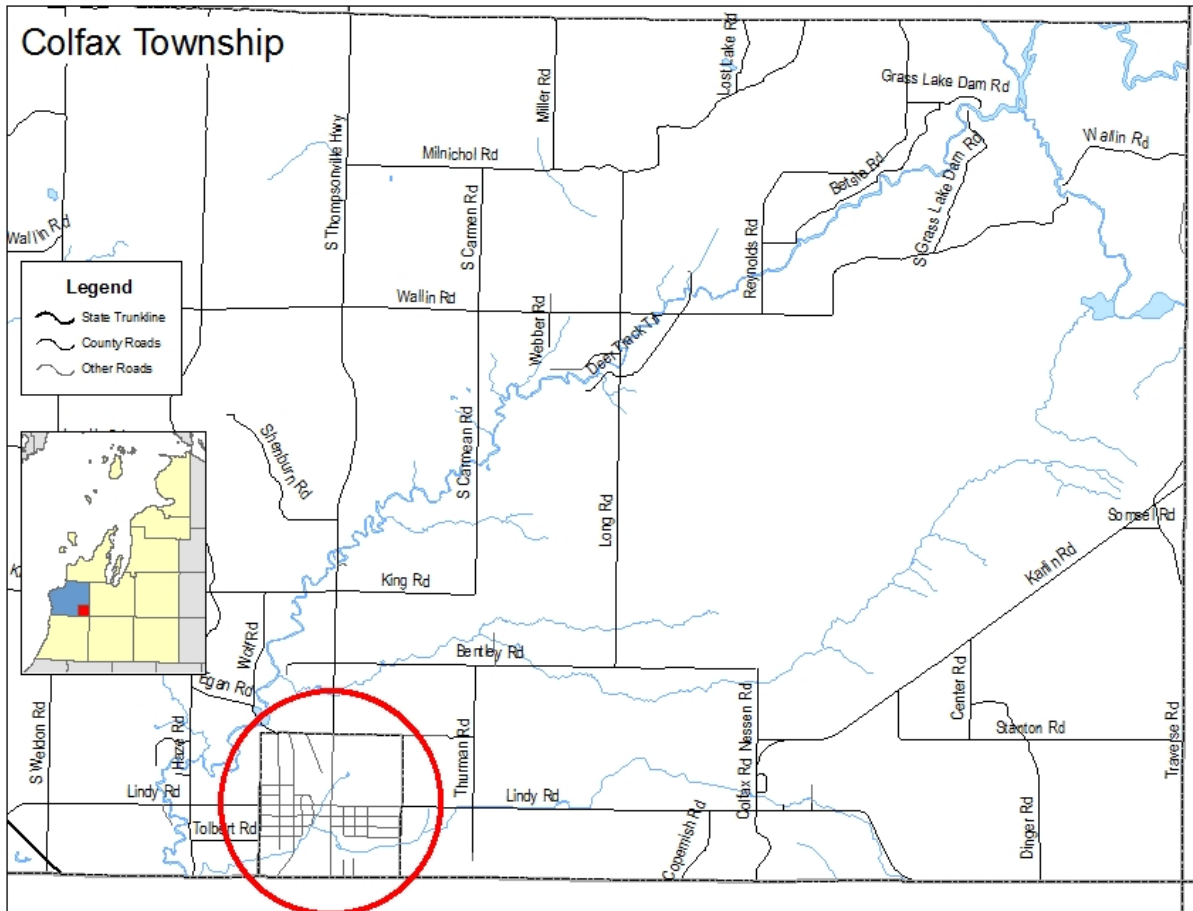 Colfax Township
Lost Lake Rd
Miller Rd
Grass Lake Dam Rd
S Thompsonville Hwy
Milnichol Rd
Wallin Rd
Betsie Rd
S Grass Lake Dam Rd
S Carmen Rd
Wallin Rd
Reynolds Rd
Legend
State Trunkline
County Roads
Other Roads
Wallin Rd
Webber Rd
Deer Track Trl
Shenburn Rd
S Carmean Rd
Long Rd
Somsel Rd
Karlin Rd
King Rd
Wolf Rd
Bentley Rd
Egan Rd
Center Rd
Stanton Rd
S Weldon Rd
Haze Rd
Thurman Rd
Nessen Rd
Colfax Rd
Traverse Rd
Lindy Rd
Lindy Rd
Tolbert Rd
Copemish Rd
Dinger Rd